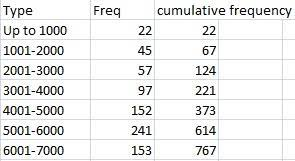 Type Freq cumulative frequency
Up to 1000 22 22
1001-2000 45 67
2001-3000 57 124
3001-4000 97 221
4001-5000 152 373
5001-6000 241 614
6001-7000 153 767